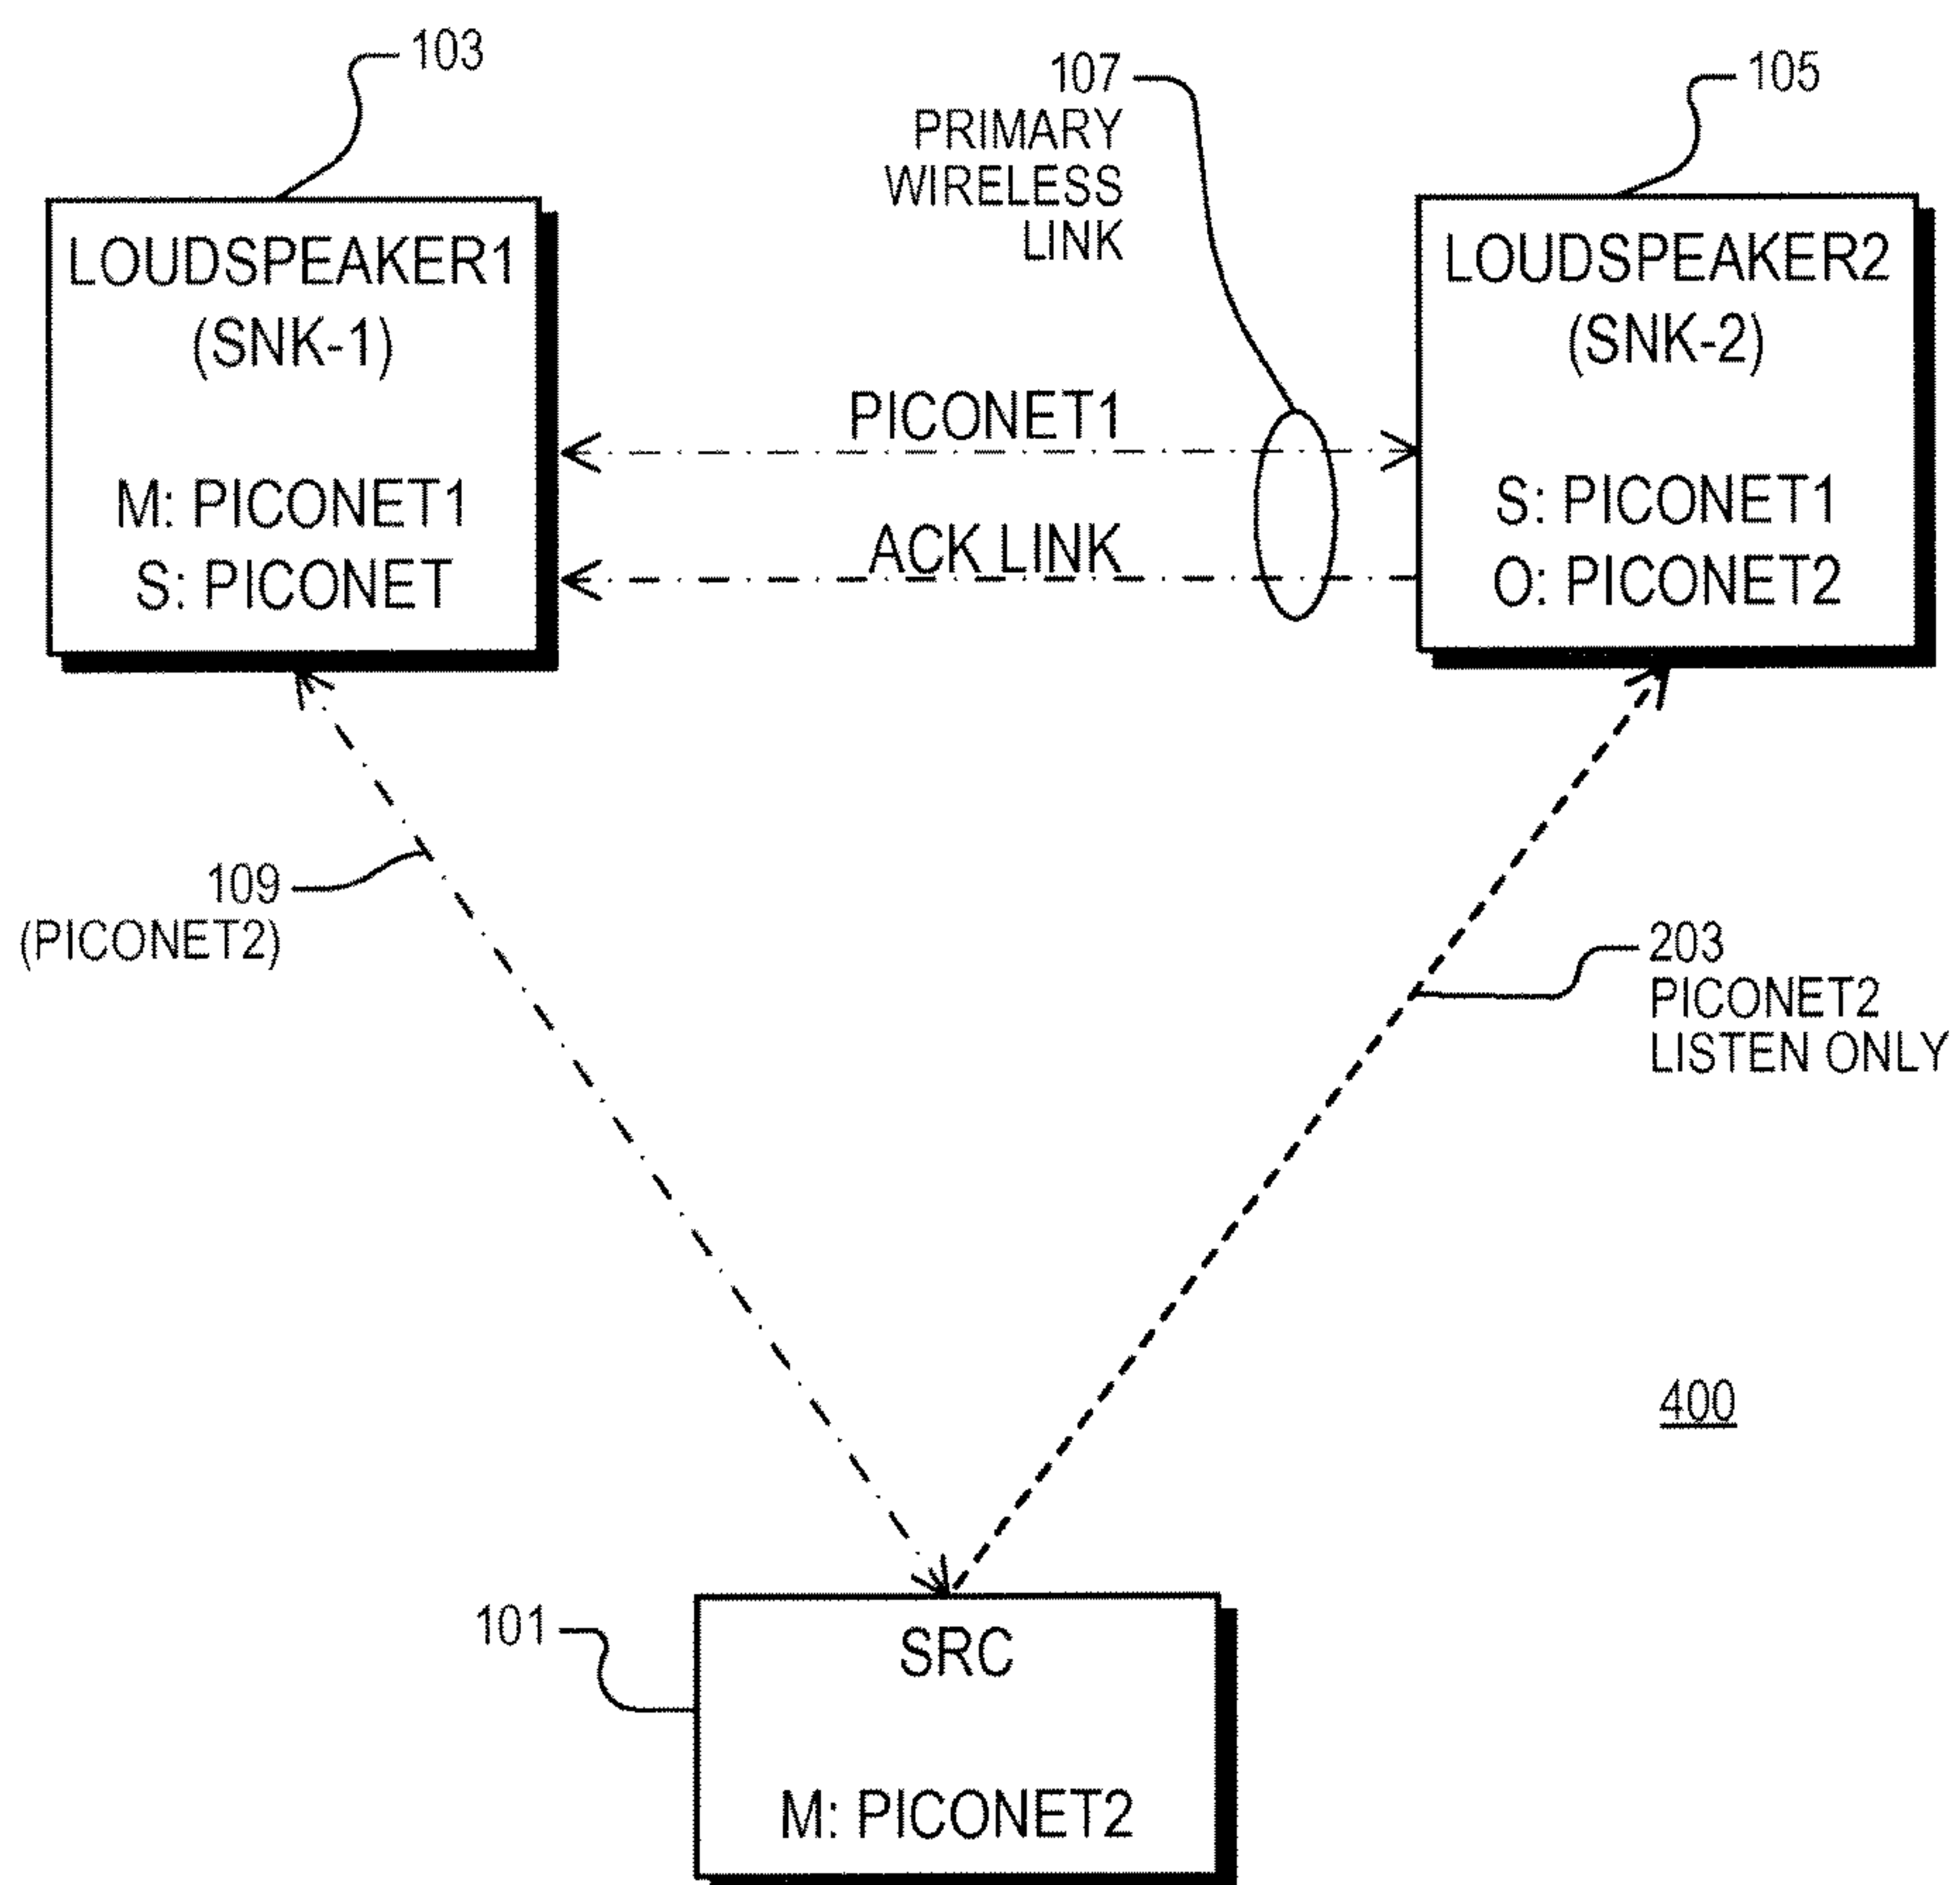 103
107
PRIMARY
WIRELESS
LINK
105
LOUDSPEAKER1
(SNK-1)
M: PICONET1
S: PICONET
PICONET1
ACK LINK
LOUDSPEAKER2
(SNK-2)
S: PICONET1
O: PICONET2
109
(PICONET2)
203
PICONET2
LISTEN ONLY
400
101
SRC
M: PICONET2